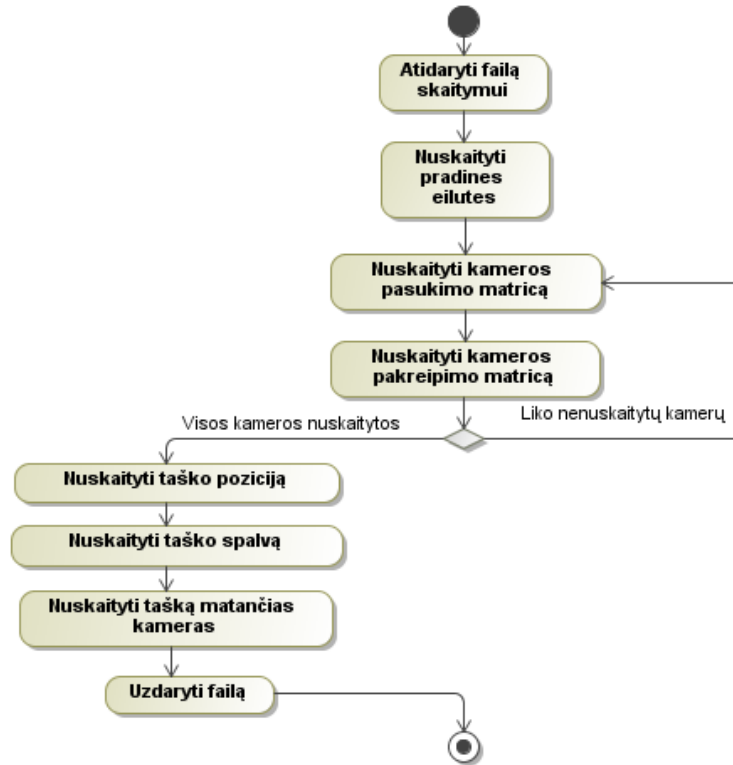 Atidaryti failą
skaitymui
Nuskaityti
pradines
eilutes
Nuskaityti kameros
pasukimo matricą
Nuskaityti kameros
pakreipimo matricą
Visos kameros nuskaitytos
Liko nenuskaitytų kamerų
Nuskaityti taško poziciją
Nuskaityti taško spalvą
Nuskaityti tašką matančias
kameras
Uzdaryti failą